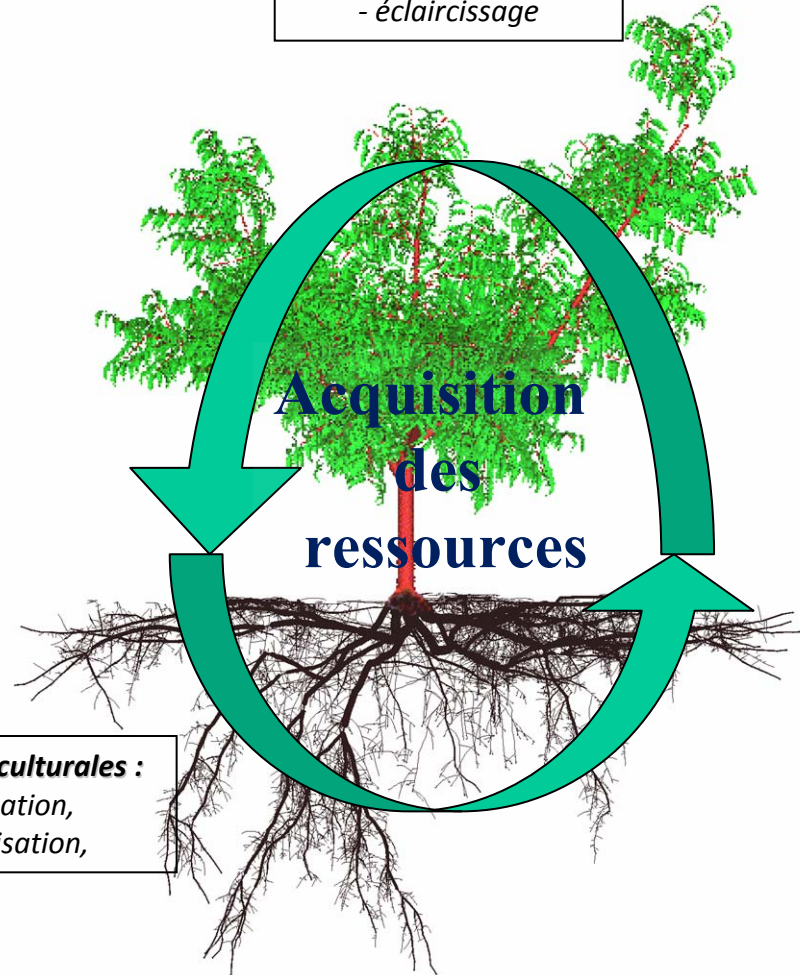 - éclaircissage
Acquisition
des
ressources
culturales :
ation,
isation,